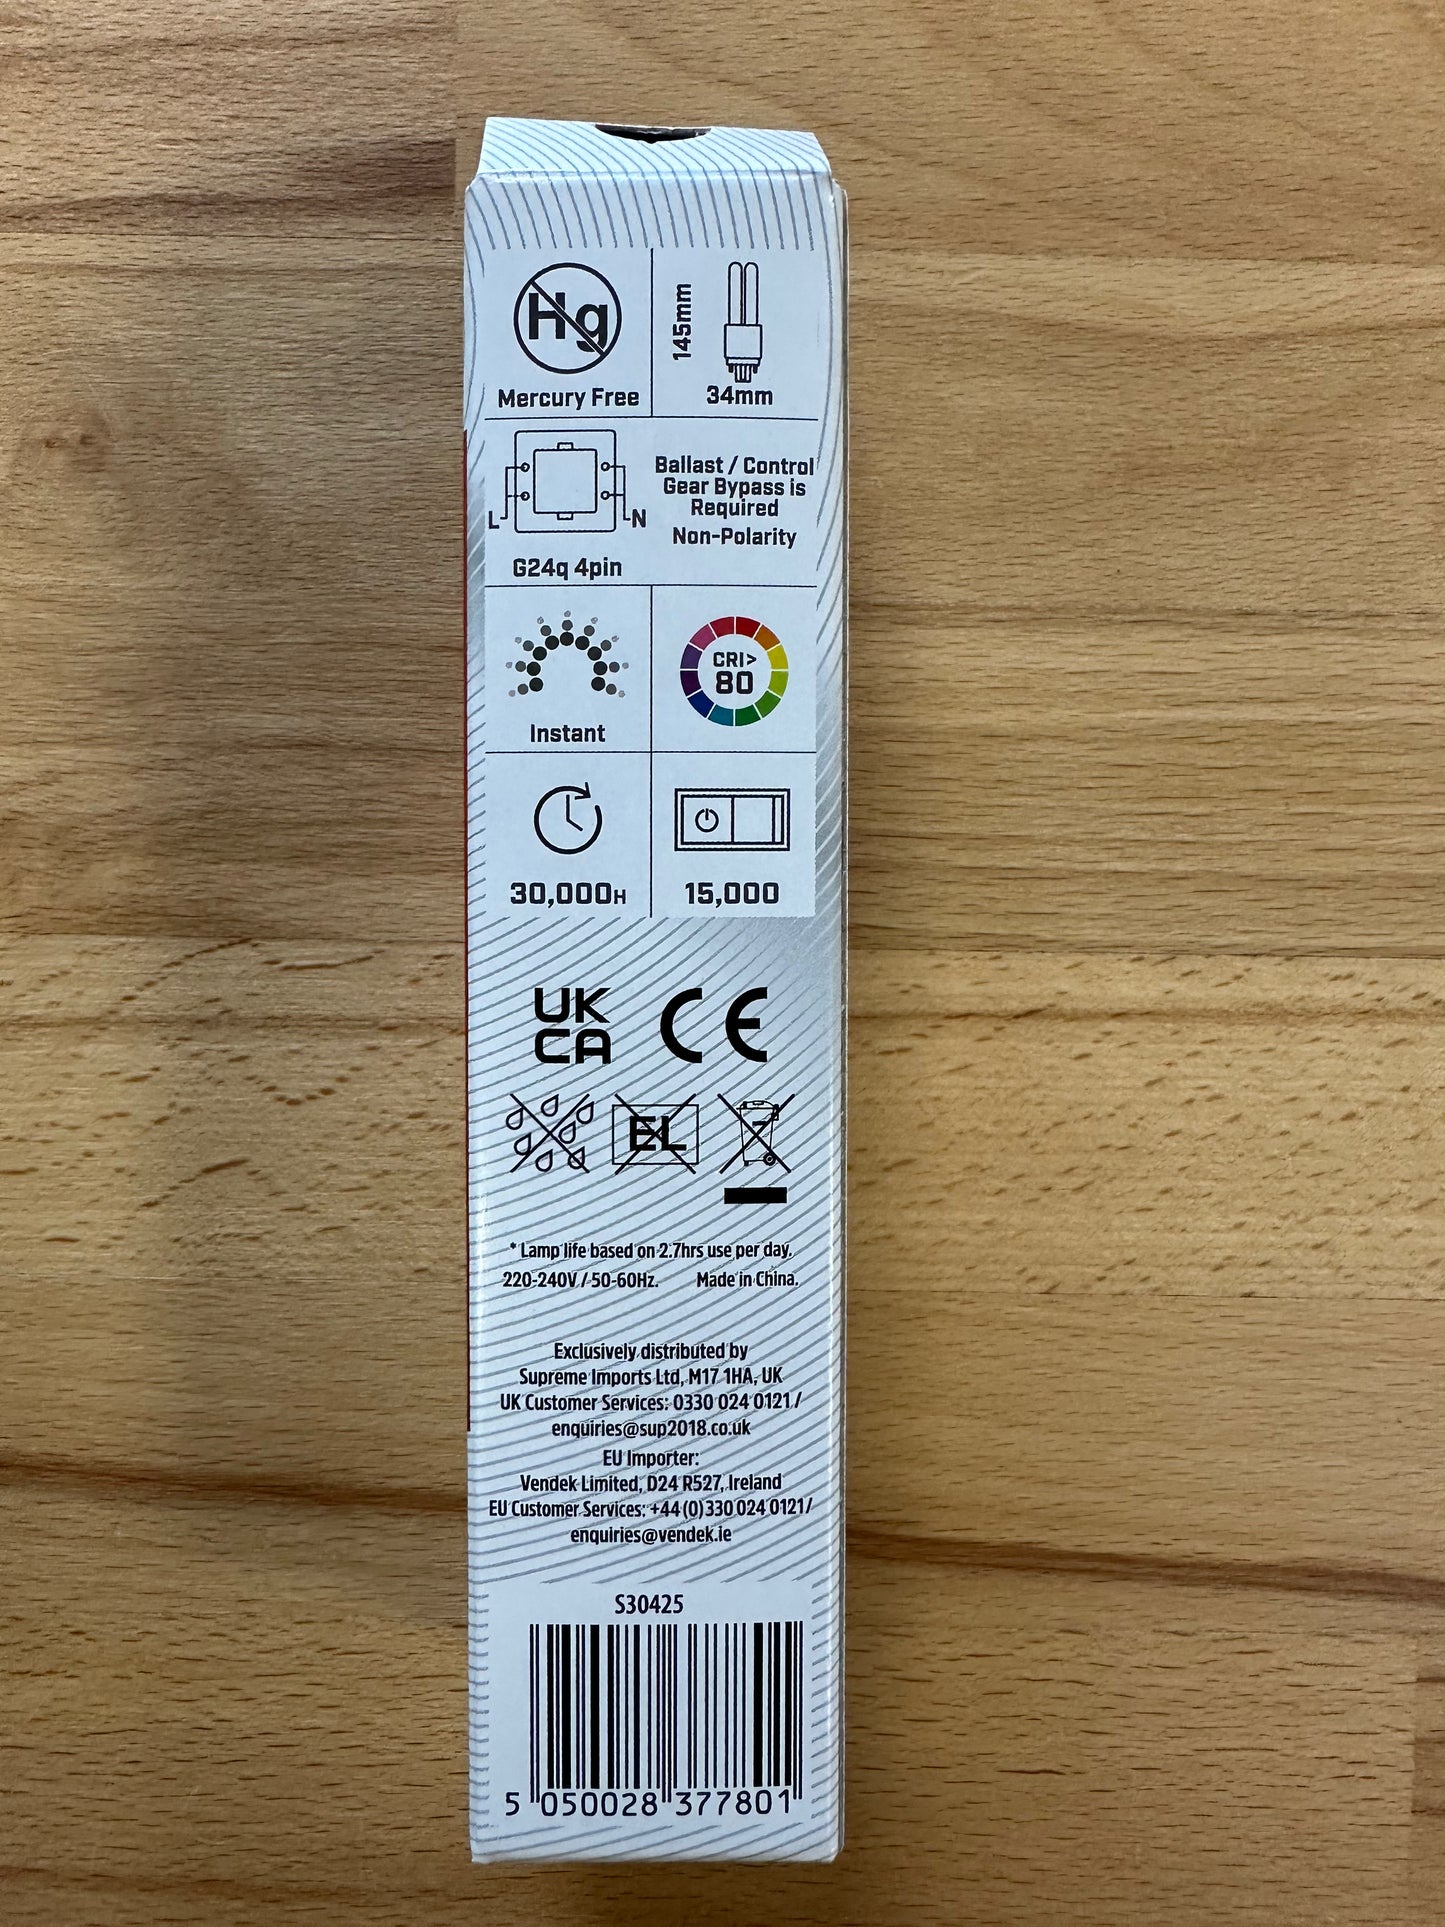 Hg
Mercury Free
145mm
34mm
L N
G24q 4pin
Ballast / Control
Gear Bypass is
Required
Non-Polarity
Instant
CRI>
80
30,000H
15,000
UK
CA
CE
EL
* Lamp life based on 2.7hrs use per day.
220-240V / 50-60Hz. Made in China.
Exclusively distributed by
Supreme Imports Ltd, M17 1HA, UK
UK Customer Services: 0330 024 0121 /
enquiries@sup2018.co.uk
EU Importer:
Vendek Limited, D24 R527, Ireland
EU Customer Services: +44 (0) 330 024 0121/
enquiries@vendek.ie
S30425
5 050028 377801